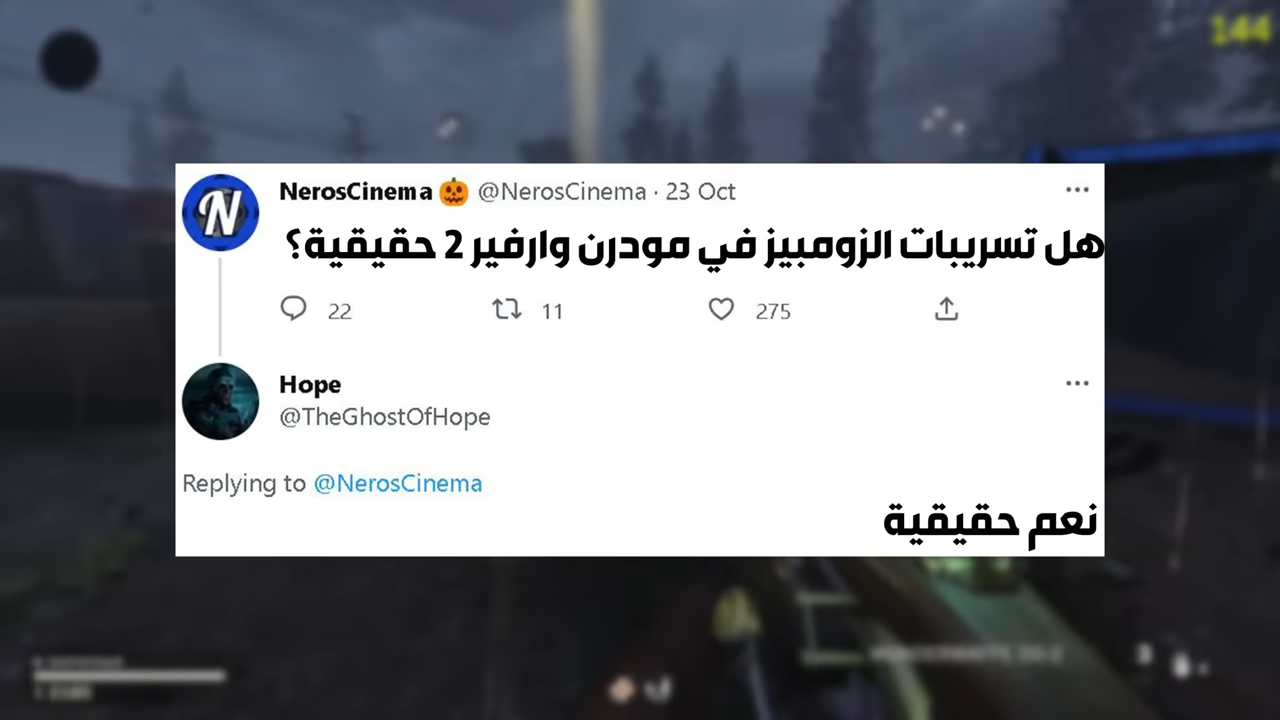 144
NerosCinema 🎃 @NerosCinema · 23 Oct
هل تسريبات الزومبيز في مودرن وارفير 2 حقيقية؟
22 11 275
Hope
@TheGhostOfHope
Replying to @NerosCinema
نعم حقيقية